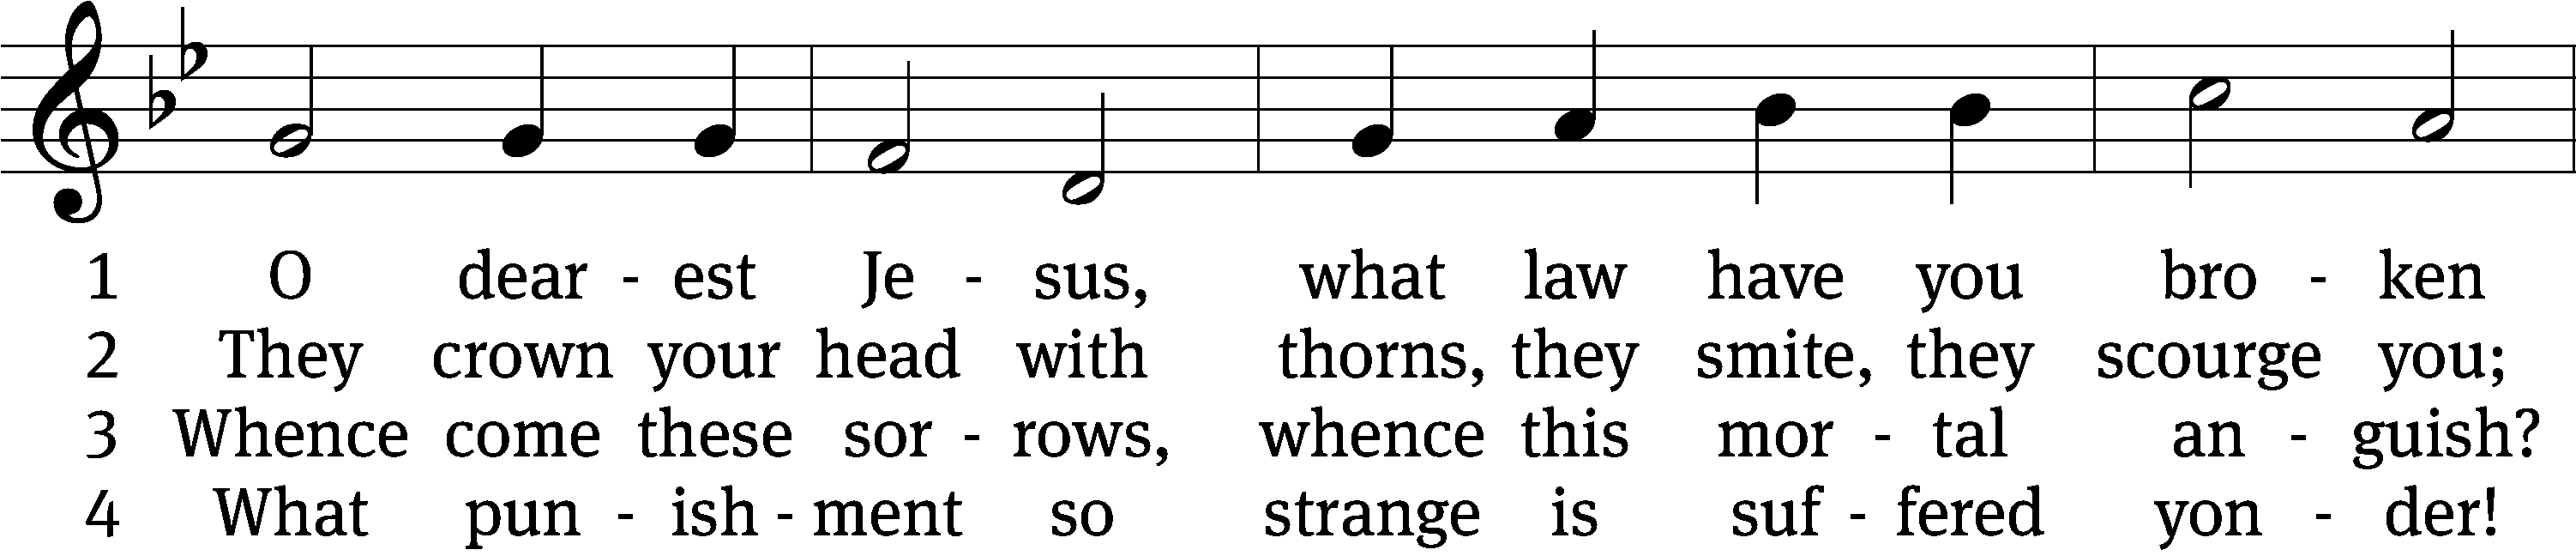 1 O dear - est Je - sus, what law have you bro - ken
2 They crown your head with thorns, they smite, they scourge you;
3 Whence come these sor - rows, whence this mor - tal an - guish?
4 What pun - ish - ment so strange is suf - fered yon - der!